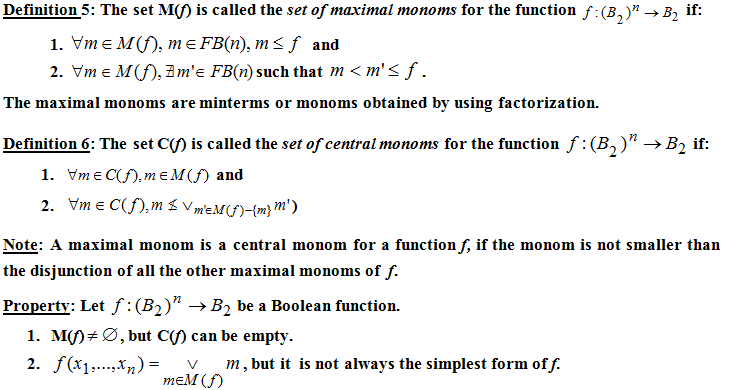 Definition 5: The set M(f) is called the set of maximal monoms for the function f:(B₂)ⁿ → B₂ if:
1. ∀m ∈ M(f), m ∈ FB(n), m ≤ f and
2. ∀m ∈ M(f), ∄m'∈ FB(n) such that m < m'≤ f .
The maximal monoms are minterms or monoms obtained by using factorization.
Definition 6: The set C(f) is called the set of central monoms for the function f:(B₂)ⁿ → B₂ if:
1. ∀m ∈ C(f), m ∈ M(f) and
2. ∀m ∈ C(f), m ≰ ∨m'∈M(f)−{m} m')
Note: A maximal monom is a central monom for a function f, if the monom is not smaller than
the disjunction of all the other maximal monoms of f.
Property: Let f:(B₂)ⁿ → B₂ be a Boolean function.
1. M(f) ≠ ∅, but C(f) can be empty.
2. f(x₁,...,xₙ) = ∨ m, but it is not always the simplest form of f.
m∈M(f)